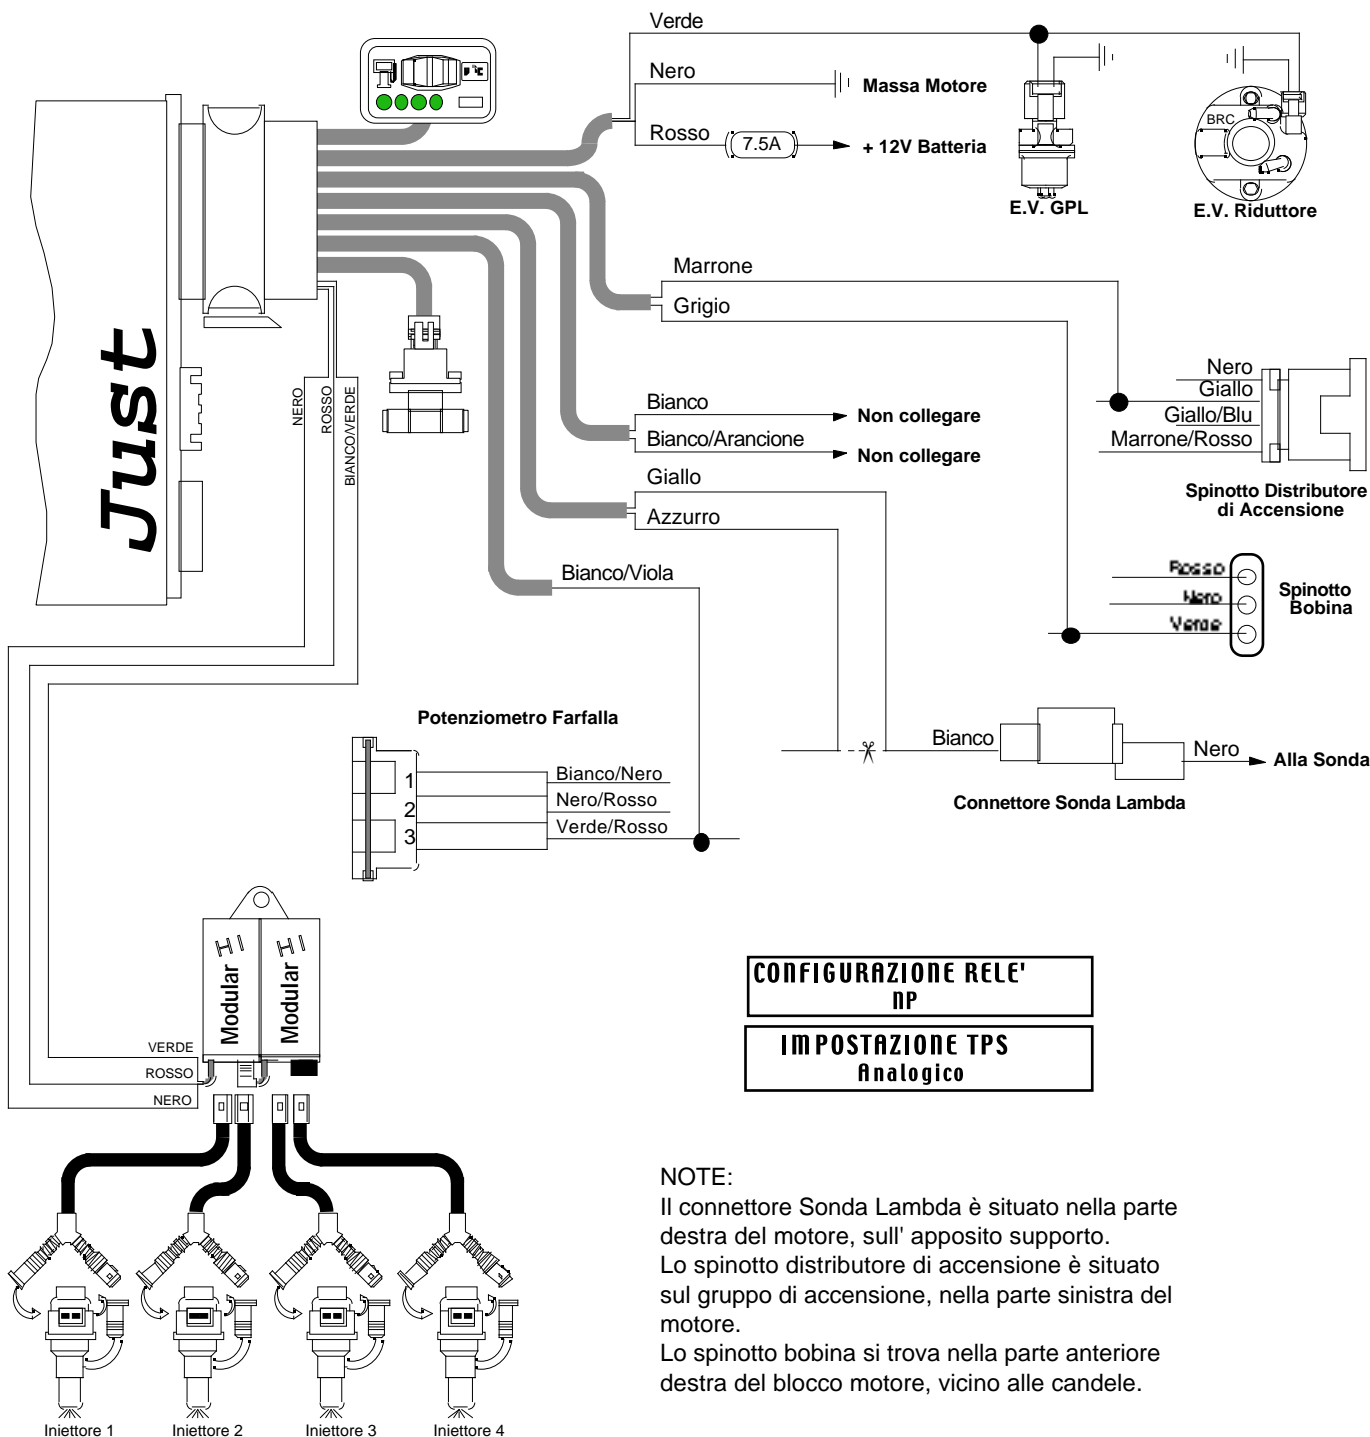 Verde
Nero
Massa Motore
Rosso
7.5A
+ 12V Batteria
BRC
E.V. GPL
E.V. Riduttore
Just
Marrone
Grigio
NERO
ROSSO
BIANCO/VERDE
Nero
Giallo
Giallo/Blu
Marrone/Rosso
Spinotto Distributore
di Accensione
Bianco
Non collegare
Bianco/Arancione
Non collegare
Giallo
Azzurro
Bianco/Viola
Rosso
Nero
Verde
Spinotto
Bobina
Potenziometro Farfalla
1
Bianco/Nero
2
Nero/Rosso
3
Verde/Rosso
Bianco
Nero
Alla Sonda
Connettore Sonda Lambda
Modular HI
Modular HI
VERDE
ROSSO
NERO
CONFIGURAZIONE RELE'
NP
IMPOSTAZIONE TPS
Analogico
NOTE:
Il connettore Sonda Lambda è situato nella parte
destra del motore, sull' apposito supporto.
Lo spinotto distributore di accensione è situato
sul gruppo di accensione, nella parte sinistra del
motore.
Lo spinotto bobina si trova nella parte anteriore
destra del blocco motore, vicino alle candele.
Iniettore 1
Iniettore 2
Iniettore 3
Iniettore 4